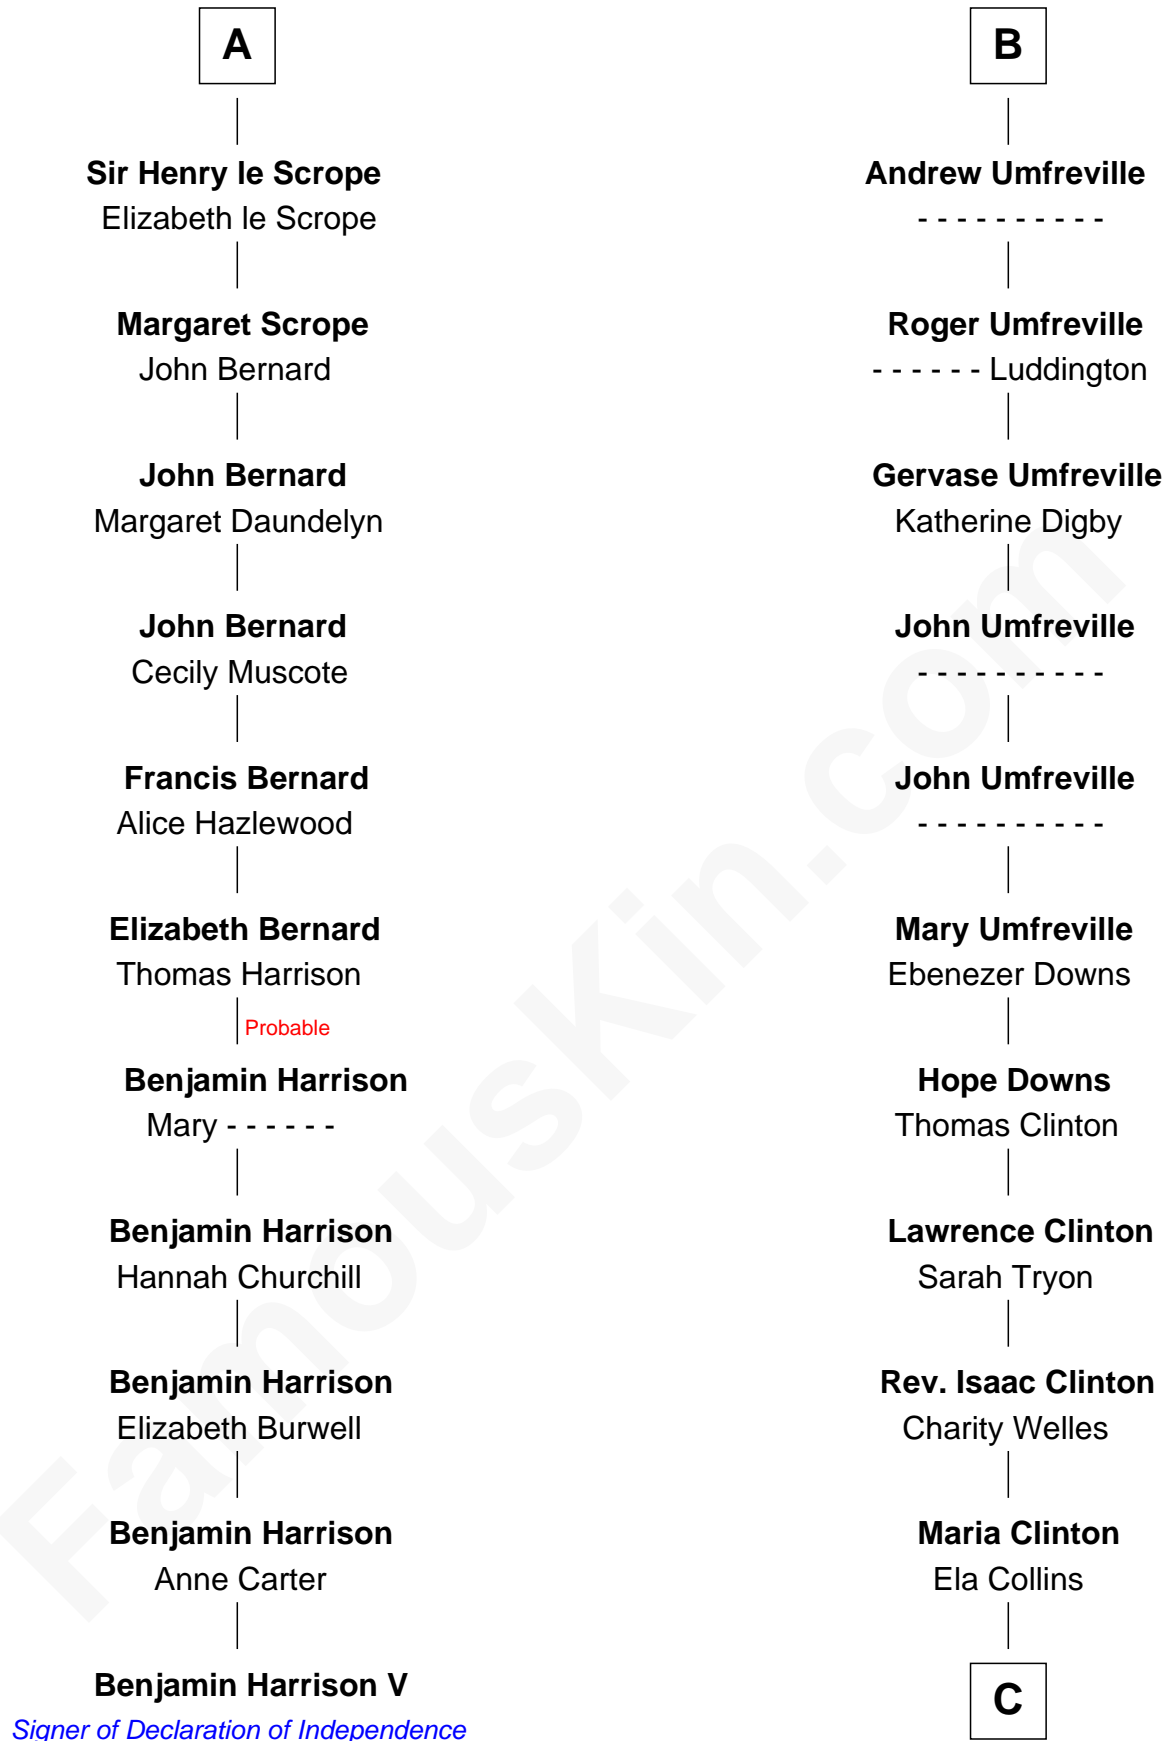 A
Sir Henry le Scrope
Elizabeth le Scrope
Margaret Scrope
John Bernard
John Bernard
Margaret Daundelyn
John Bernard
Cecily Muscote
Francis Bernard
Alice Hazlewood
Elizabeth Bernard
Thomas Harrison
Probable
Benjamin Harrison
Mary - - - - - -
Benjamin Harrison
Hannah Churchill
Benjamin Harrison
Elizabeth Burwell
Benjamin Harrison
Anne Carter
Benjamin Harrison V
Signer of Declaration of Independence
B
Andrew Umfreville
- - - - - - - - - -
Roger Umfreville
- - - - - - Luddington
Gervase Umfreville
Katherine Digby
John Umfreville
- - - - - - - - - -
John Umfreville
- - - - - - - - - -
Mary Umfreville
Ebenezer Downs
Hope Downs
Thomas Clinton
Lawrence Clinton
Sarah Tryon
Rev. Isaac Clinton
Charity Welles
Maria Clinton
Ela Collins
C
FamousKin.com